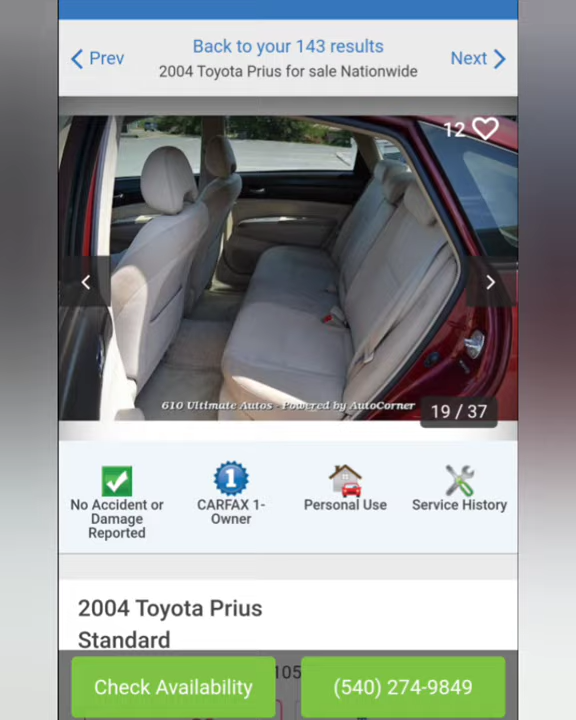 Prev
Back to your 143 results
Next
2004 Toyota Prius for sale Nationwide
12
610 Ultimate Autos - Powered by AutoCorner
19 / 37
1
No Accident or
Damage
Reported
CARFAX 1-
Owner
Personal Use
Service History
2004 Toyota Prius
Standard
105
Check Availability
(540) 274-9849